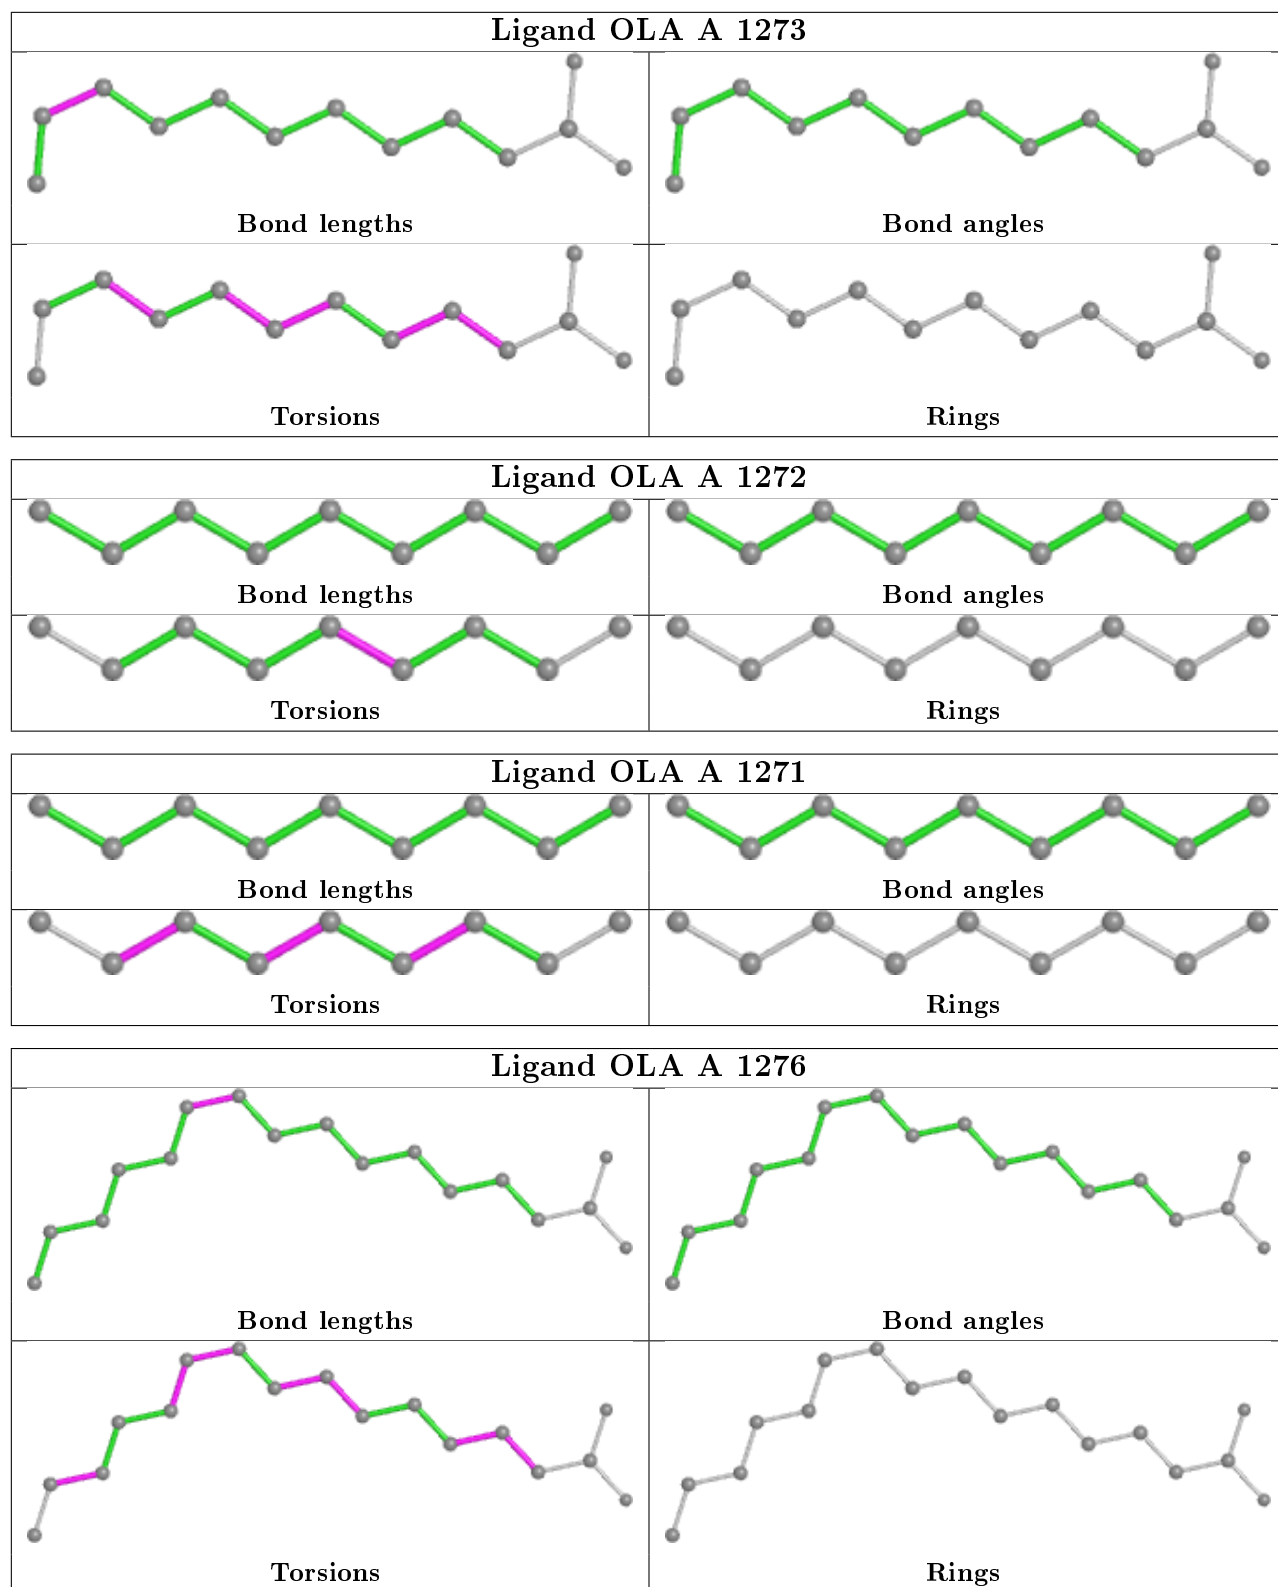 Ligand OLA A 1273
Bond lengths
Bond angles
Torsions
Rings
Ligand OLA A 1272
Bond lengths
Bond angles
Torsions
Rings
Ligand OLA A 1271
Bond lengths
Bond angles
Torsions
Rings
Ligand OLA A 1276
Bond lengths
Bond angles
Torsions
Rings